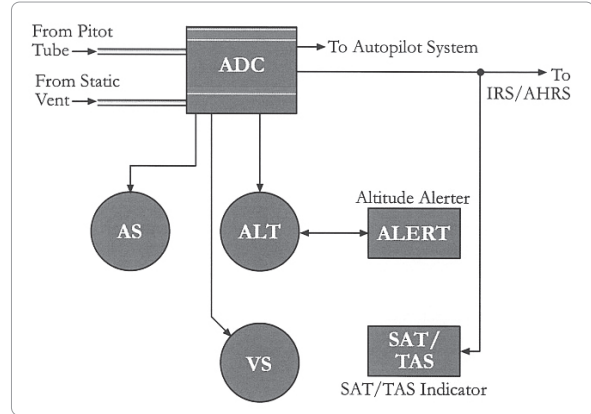 From Pitot
Tube
From Static
Vent
ADC
To Autopilot System
To
IRS/AHRS
AS
ALT
Altitude Alerter
ALERT
VS
SAT/
TAS
SAT/TAS Indicator